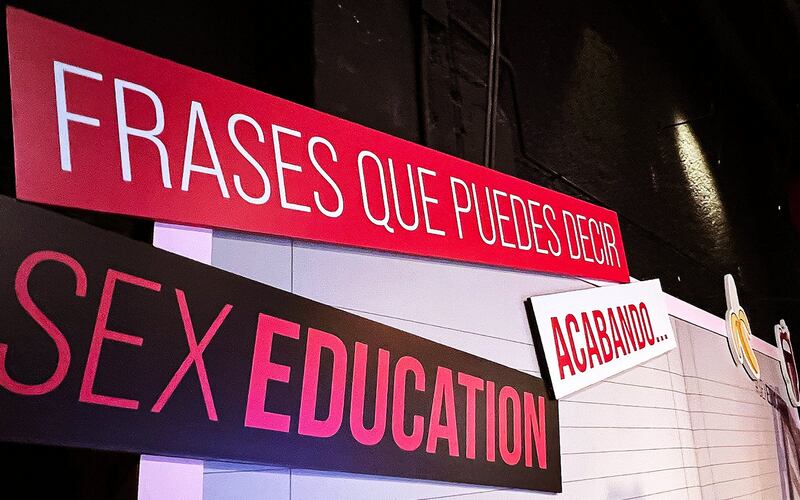 FRASES QUE PUEDES DECIR
ACABANDO...
SEX EDUCATION